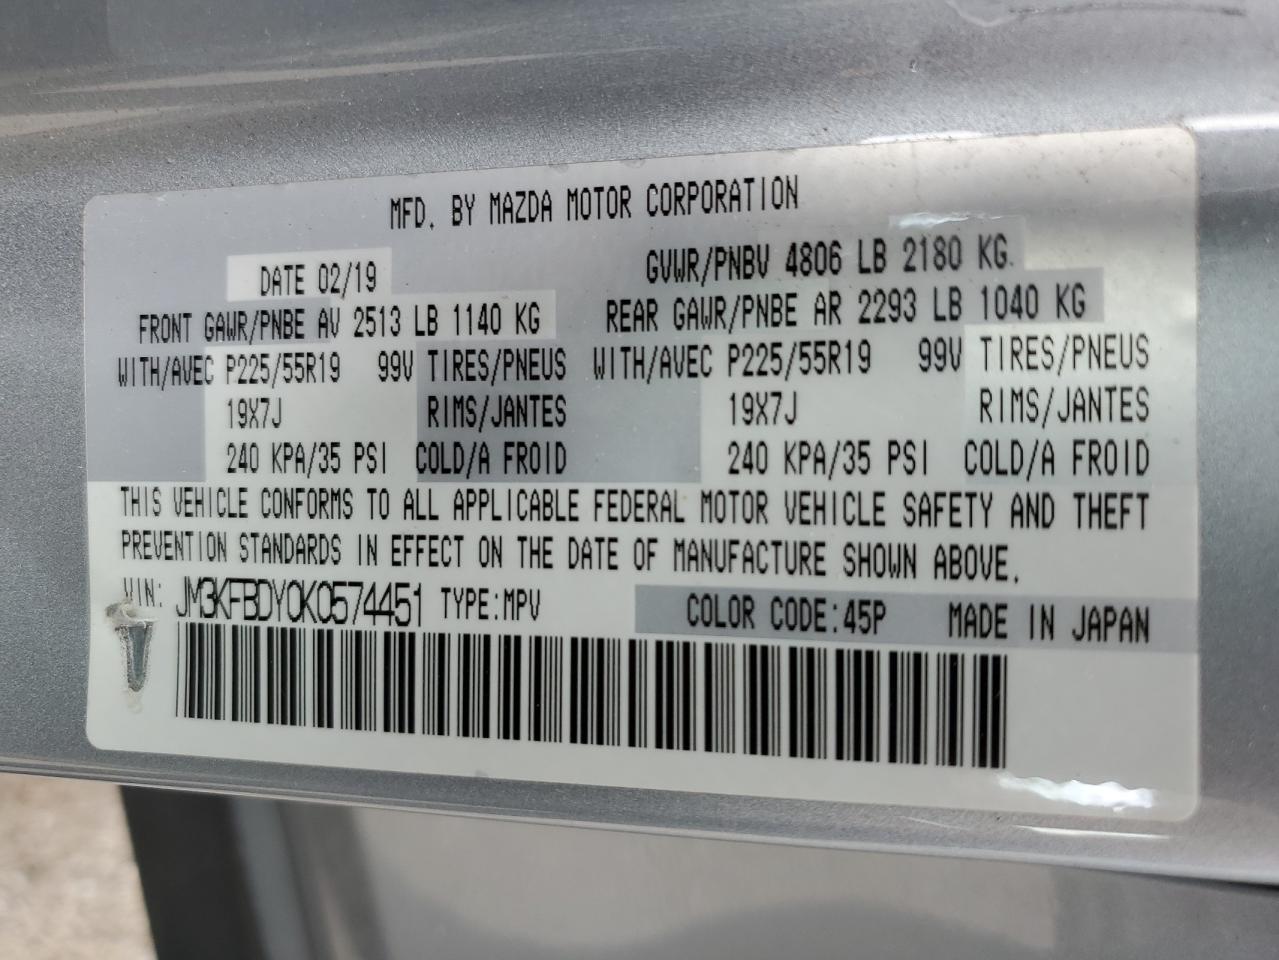 MFD. BY MAZDA MOTOR CORPORATION
DATE 02/19 GVWR/PNBV 4806 LB 2180 KG
FRONT GAWR/PNBE AV 2513 LB 1140 KG REAR GAWR/PNBE AR 2293 LB 1040 KG
WITH/AVEC P225/55R19 99V TIRES/PNEUS WITH/AVEC P225/55R19 99V TIRES/PNEUS
19X7J RIMS/JANTES 19X7J RIMS/JANTES
240 KPA/35 PSI COLD/A FROID 240 KPA/35 PSI COLD/A FROID
THIS VEHICLE CONFORMS TO ALL APPLICABLE FEDERAL MOTOR VEHICLE SAFETY AND THEFT
PREVENTION STANDARDS IN EFFECT ON THE DATE OF MANUFACTURE SHOWN ABOVE.
VIN: JM3KFBDY0K0574451 TYPE:MPV COLOR CODE:45P MADE IN JAPAN